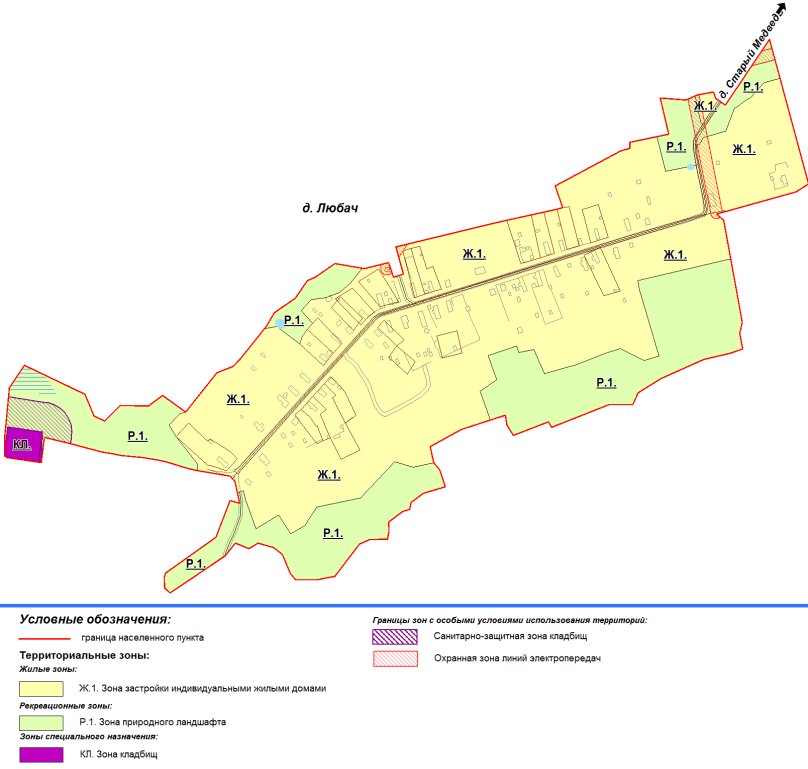 д. Старый Медведь
Р.1.
Ж.1.
Р.1.
Ж.1.
д. Любач
Ж.1.
Ж.1.
Р.1.
Р.1.
Ж.1.
Р.1.
КЛ.
Ж.1.
Р.1.
Р.1.
Условные обозначения:
граница населенного пункта
Территориальные зоны:
Жилые зоны:
Ж.1. Зона застройки индивидуальными жилыми домами
Рекреационные зоны:
Р.1. Зона природного ландшафта
Зоны специального назначения:
КЛ. Зона кладбищ
Границы зон с особыми условиями использования территорий:
Санитарно-защитная зона кладбищ
Охранная зона линий электропередач